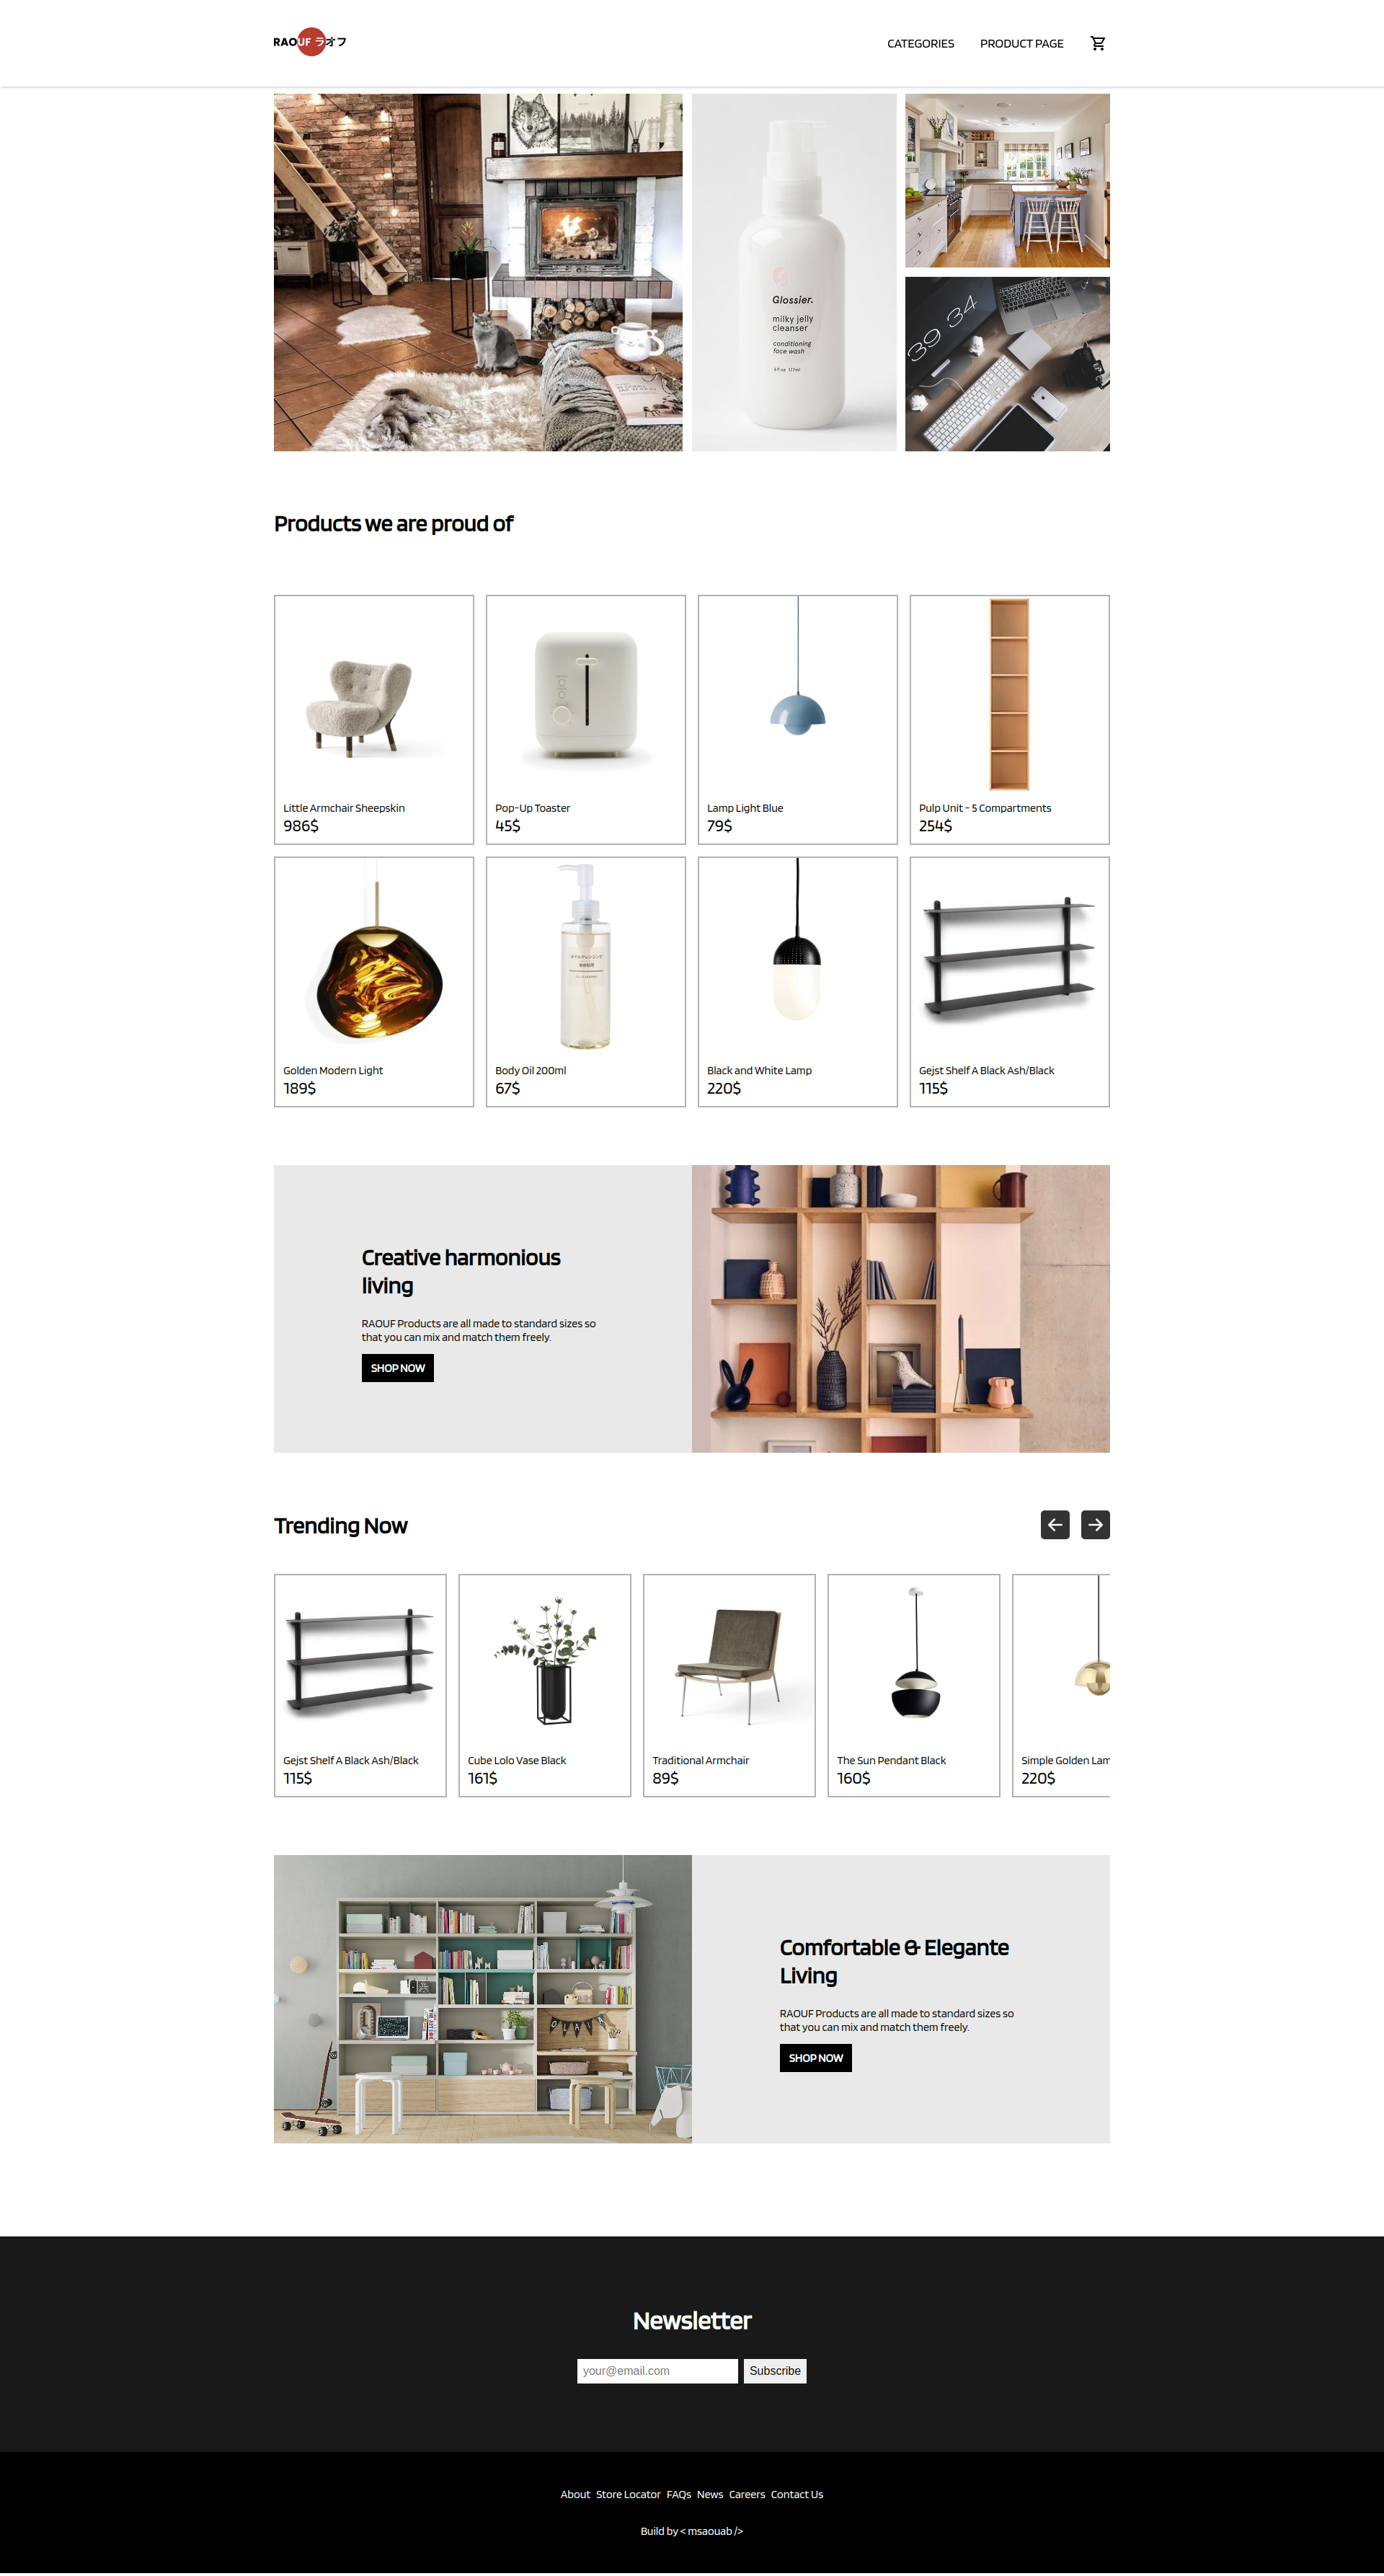 RAOUF ラオフ
CATEGORIES
PRODUCT PAGE
Glossier.
milky jelly
cleanser
conditioning
face wash
6 fl oz 177ml
39 34
Products we are proud of
Little Armchair Sheepskin
986$
Pop-Up Toaster
45$
Lamp Light Blue
79$
Pulp Unit - 5 Compartments
254$
Golden Modern Light
189$
Body Oil 200ml
67$
Black and White Lamp
220$
Gejst Shelf A Black Ash/Black
115$
Creative harmonious
living
RAOUF Products are all made to standard sizes so
that you can mix and match them freely.
SHOP NOW
Trending Now
Gejst Shelf A Black Ash/Black
115$
Cube Lolo Vase Black
161$
Traditional Armchair
89$
The Sun Pendant Black
160$
Simple Golden Lam
220$
Comfortable & Elegante
Living
RAOUF Products are all made to standard sizes so
that you can mix and match them freely.
SHOP NOW
Newsletter
your@email.com
Subscribe
About Store Locator FAQs News Careers Contact Us
Build by < msaouab />